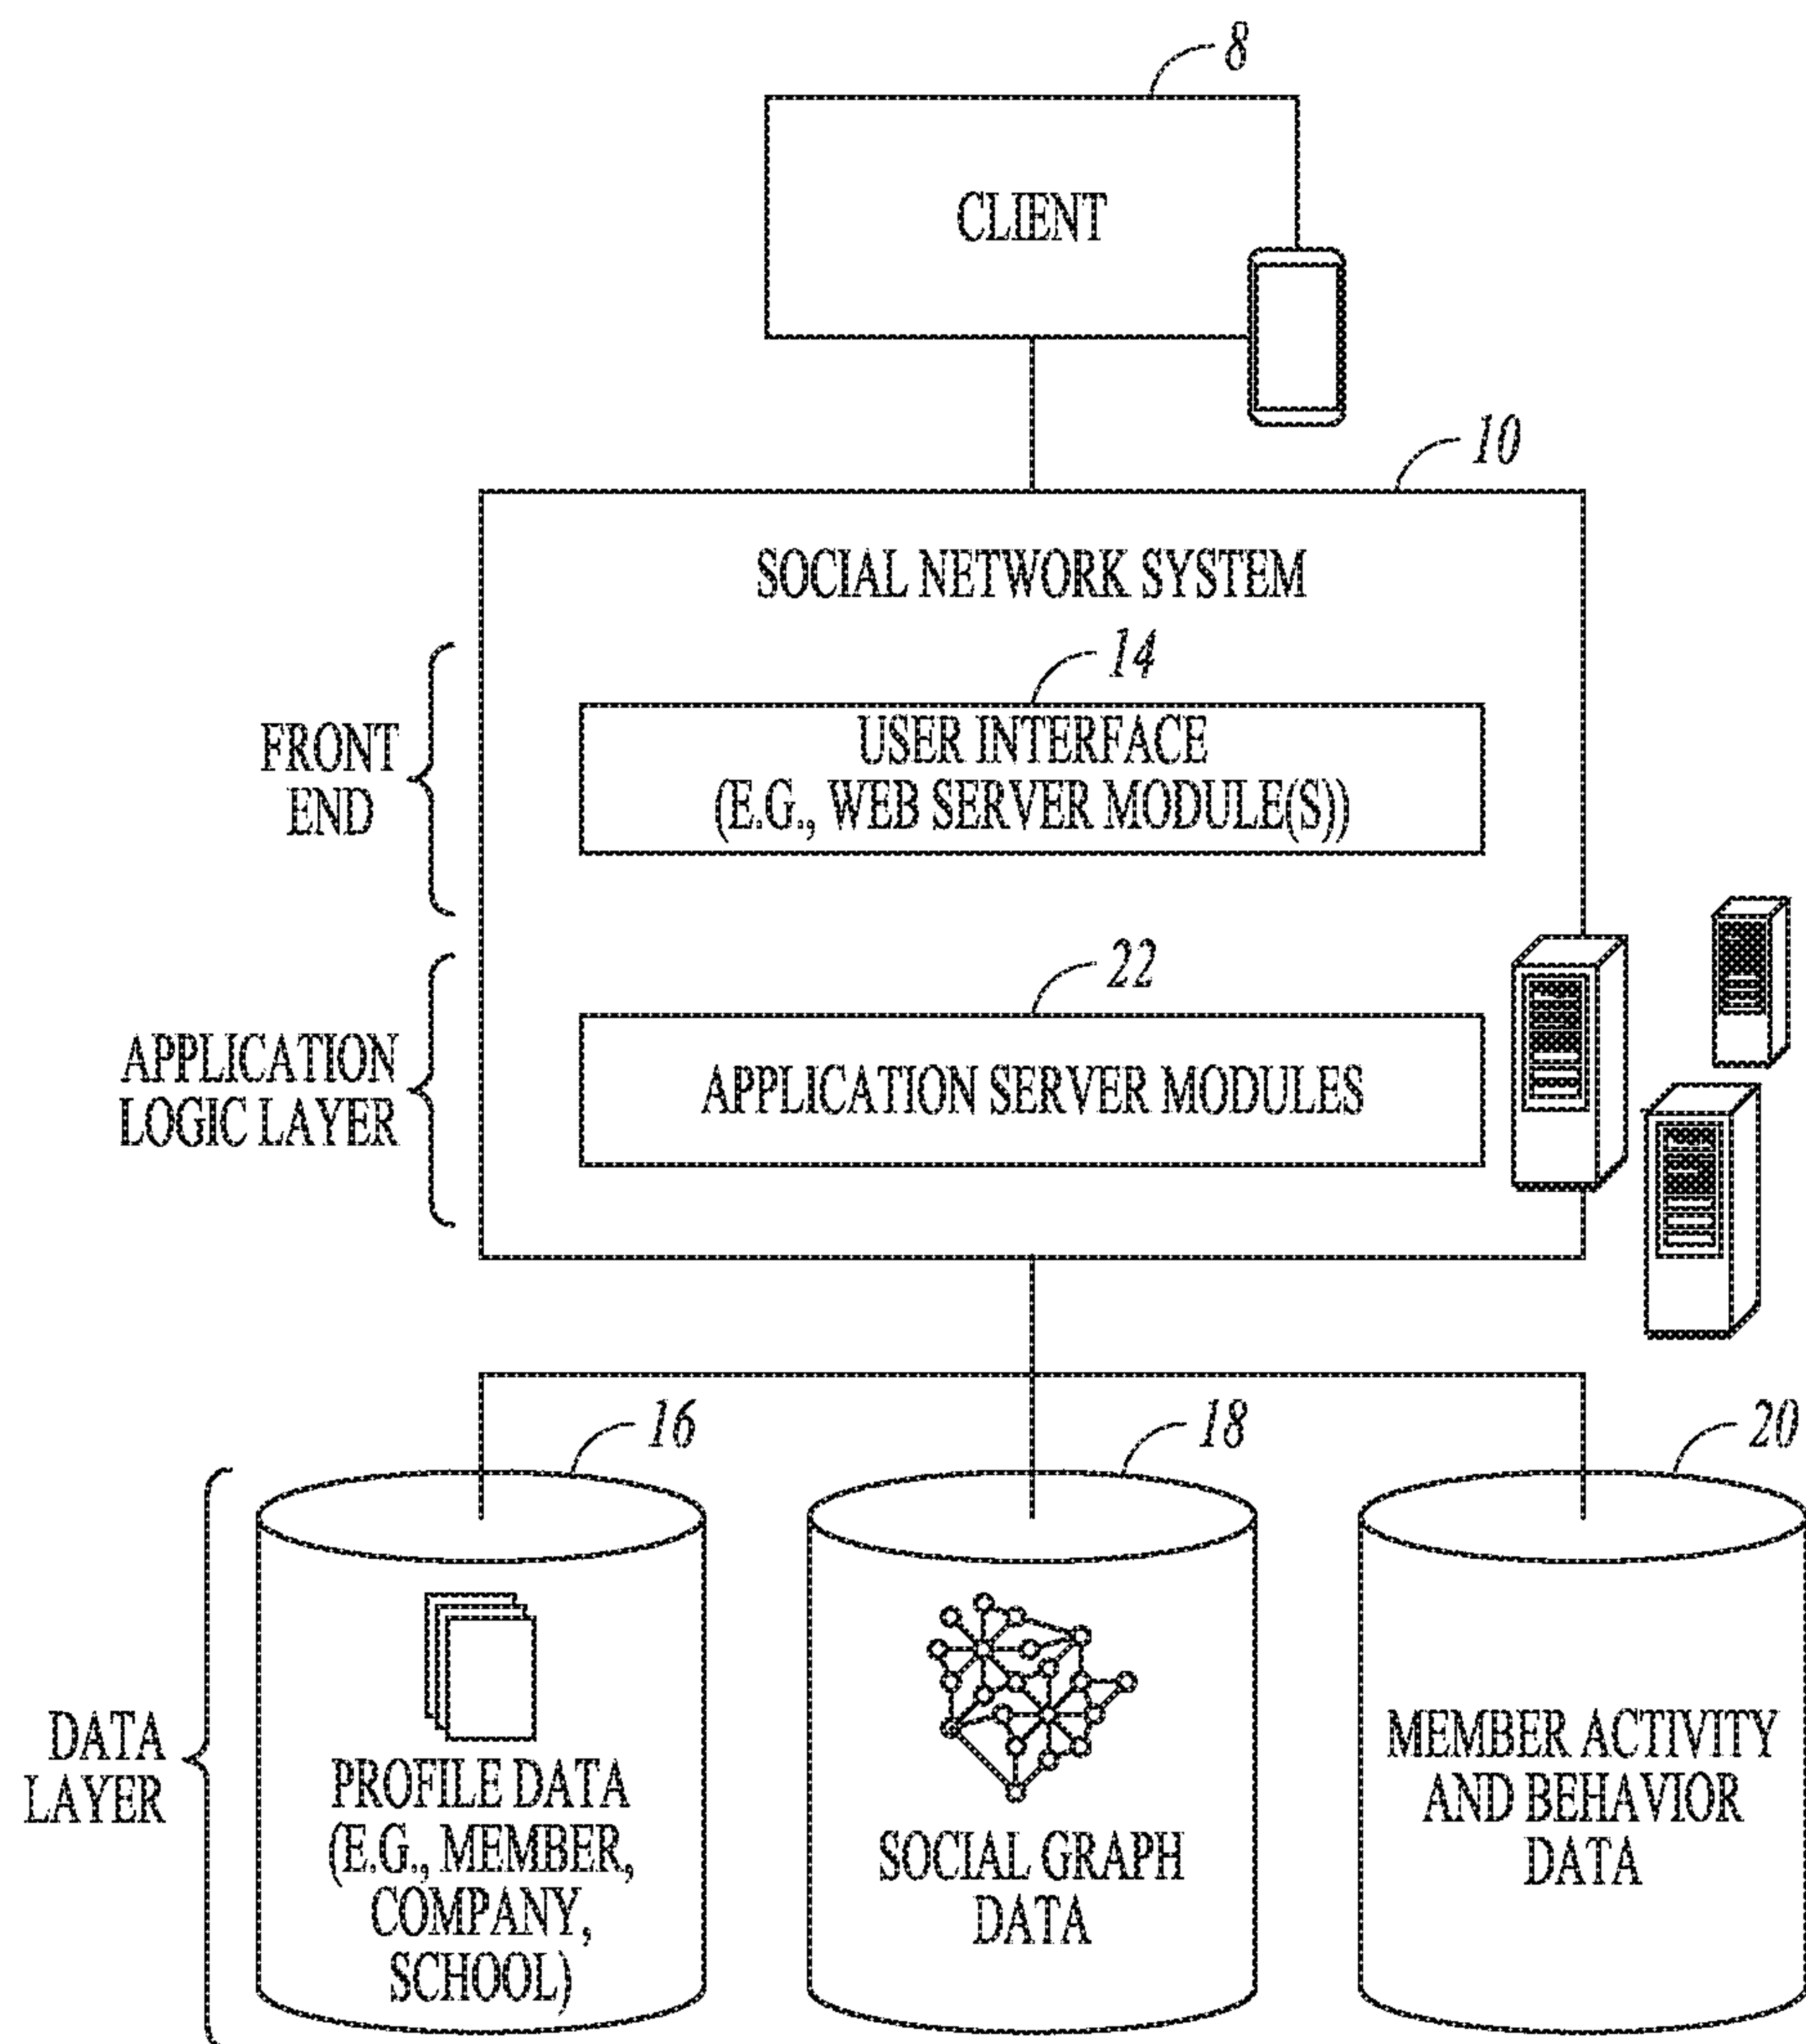 8
CLIENT
10
SOCIAL NETWORK SYSTEM
14
FRONT
END
USER INTERFACE
(E.G., WEB SERVER MODULE(S))
22
APPLICATION
LOGIC LAYER
APPLICATION SERVER MODULES
16
18
20
DATA
LAYER
PROFILE DATA
(E.G., MEMBER,
COMPANY,
SCHOOL)
SOCIAL GRAPH
DATA
MEMBER ACTIVITY
AND BEHAVIOR
DATA